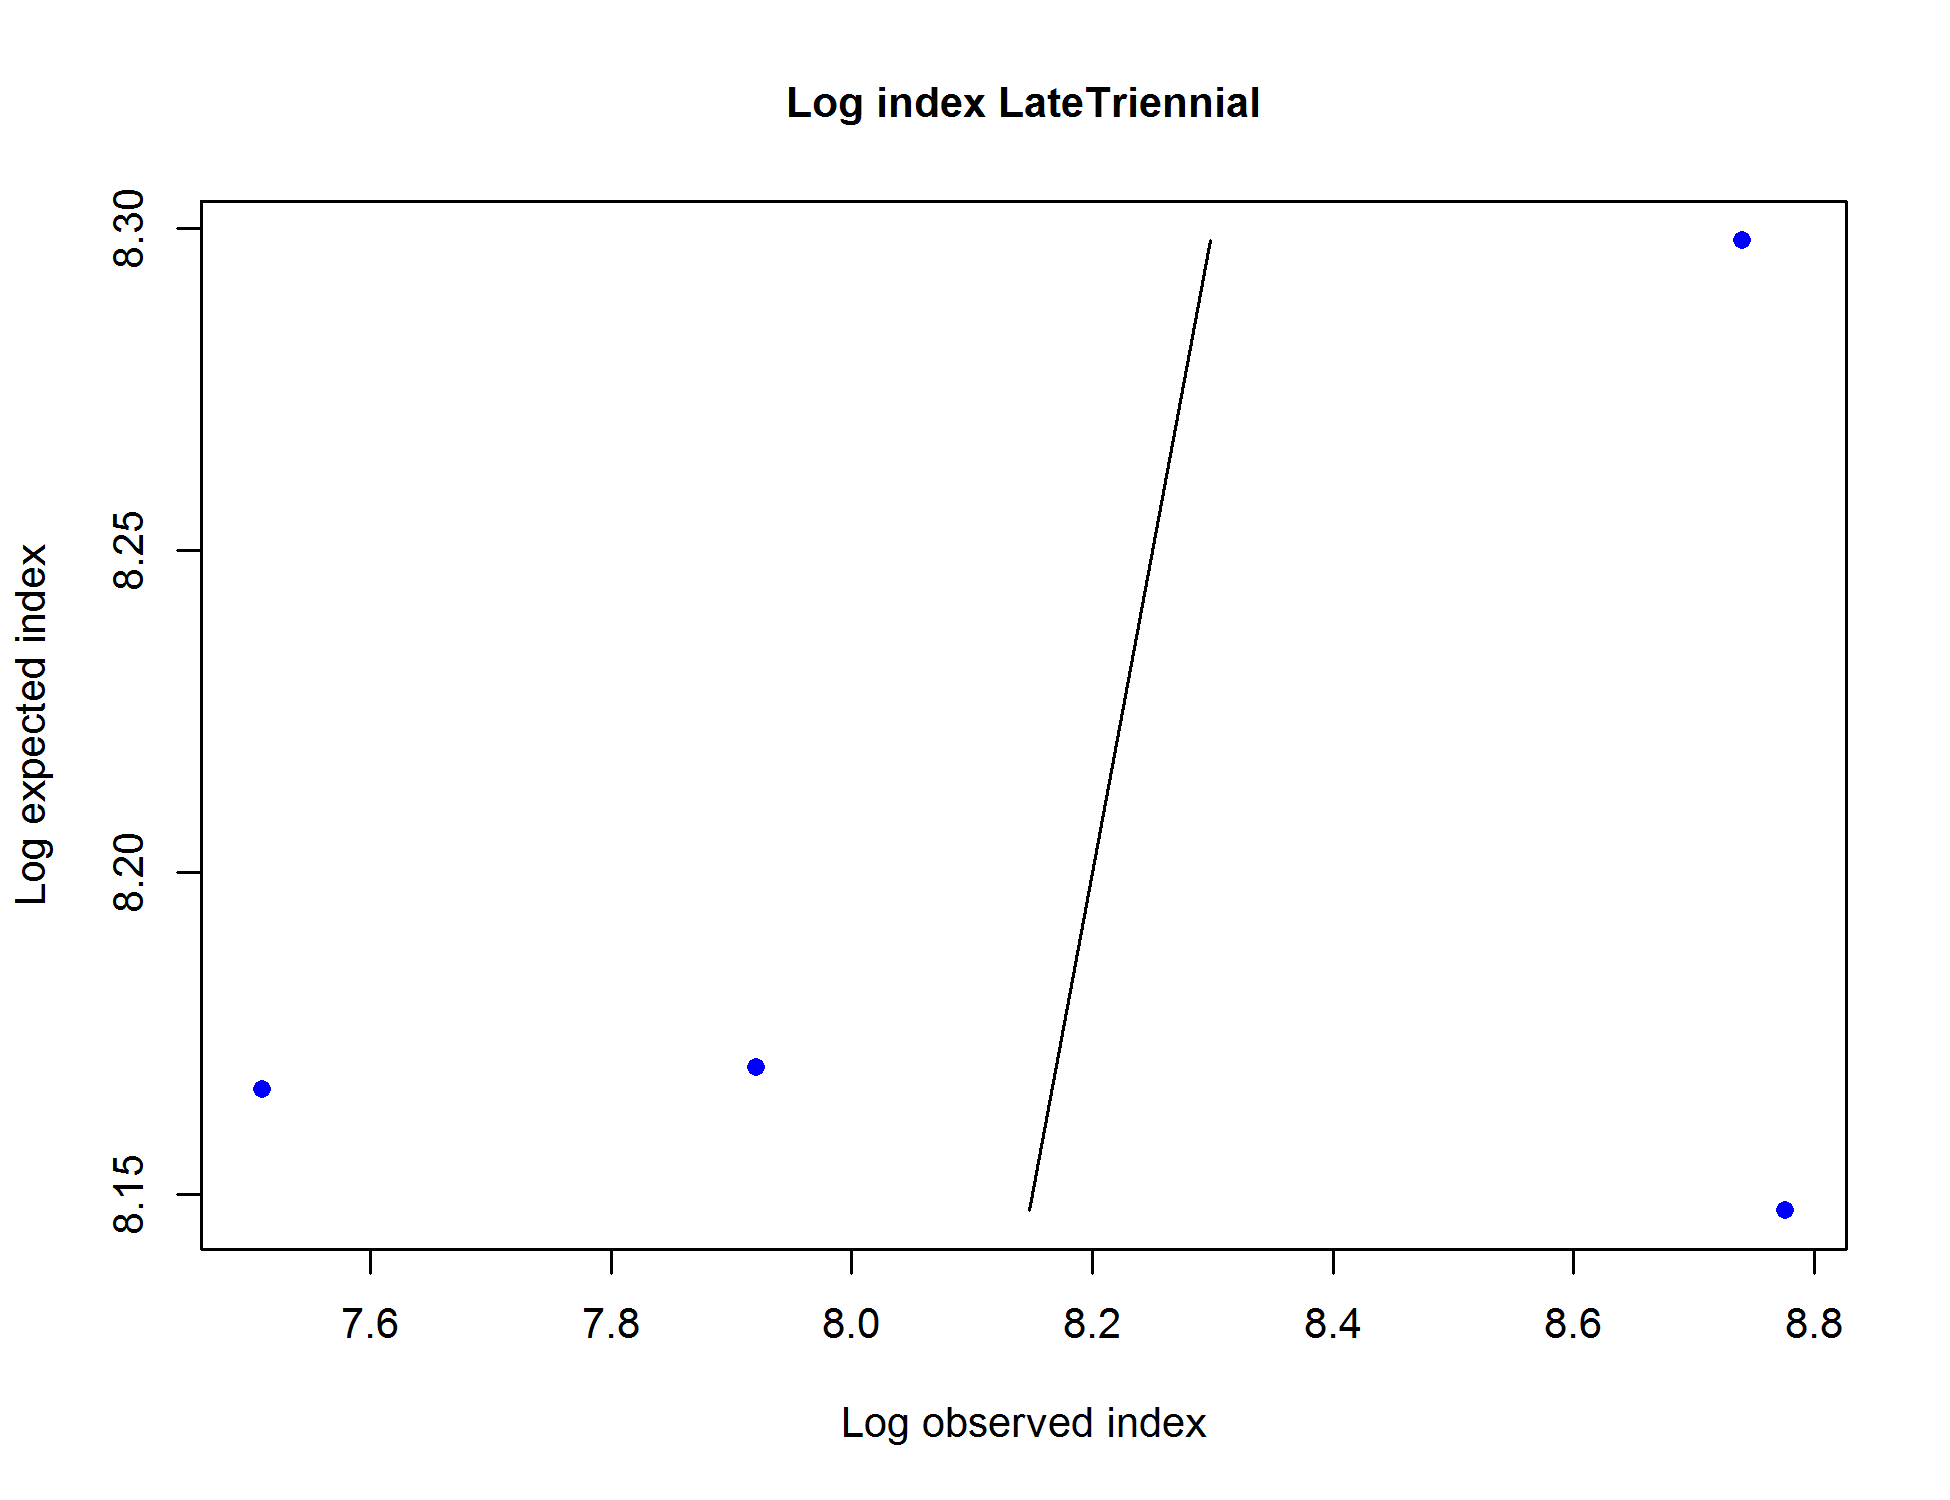 Log index LateTriennial
8.30
8.25
8.20
8.15
Log expected index
7.6 7.8 8.0 8.2 8.4 8.6 8.8
Log observed index